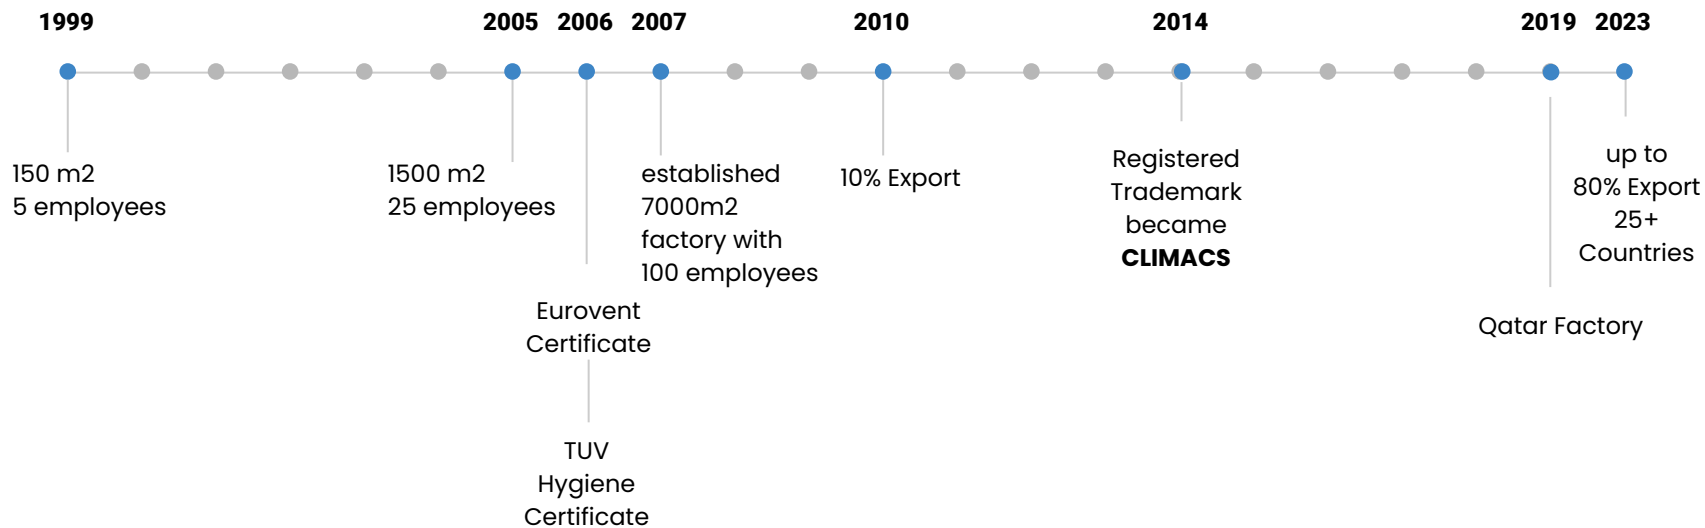 1999
2005
2006
2007
2010
2014
2019
2023
150 m2
5 employees
1500 m2
25 employees
Eurovent
Certificate
TUV
Hygiene
Certificate
established
7000m2
factory with
100 employees
10% Export
Registered
Trademark
became
CLIMACS
Qatar Factory
up to
80% Export
25+
Countries